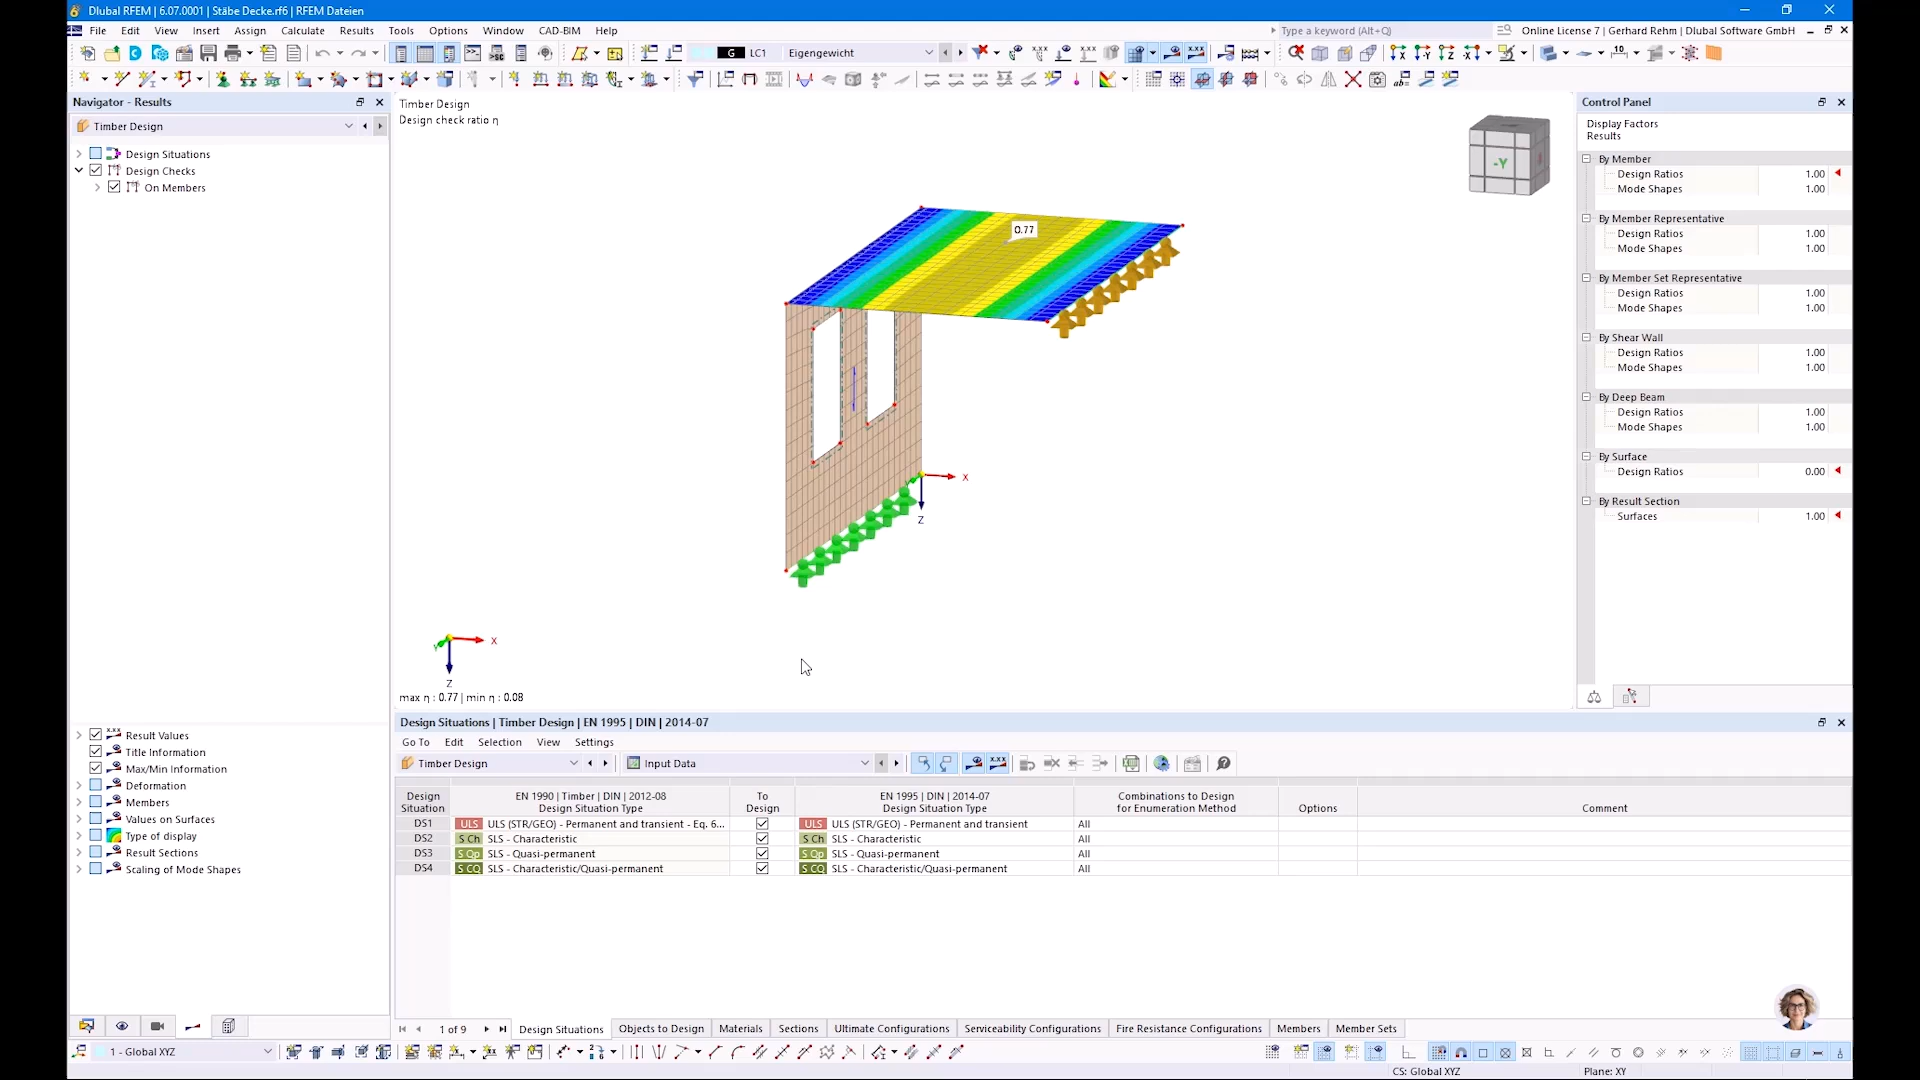 Dlubal RFEM | 6.07.0001 | Stäbe Decke.rf6 | RFEM Dateien
File Edit View Insert Assign Calculate Results Tools Options Window CAD-BIM Help
Type a keyword (Alt+Q)
Online License 7 | Gerhard Rehm | Dlubal Software GmbH
G LC1 Eigengewicht
Navigator - Results
Timber Design
Design Situations
Design Checks
On Members
Result Values
Title Information
Max/Min Information
Deformation
Members
Values on Surfaces
Type of display
Result Sections
Scaling of Mode Shapes
Timber Design
Design check ratio η
0.77
-Y
X
Z
X
Y
Z
max η : 0.77 | min η : 0.08
Control Panel
Display Factors
Results
By Member
Design Ratios 1.00
Mode Shapes 1.00
By Member Representative
Design Ratios 1.00
Mode Shapes 1.00
By Member Set Representative
Design Ratios 1.00
Mode Shapes 1.00
By Shear Wall
Design Ratios 1.00
Mode Shapes 1.00
By Deep Beam
Design Ratios 1.00
Mode Shapes 1.00
By Surface
Design Ratios 0.00
By Result Section
Surfaces 1.00
Design Situations | Timber Design | EN 1995 | DIN | 2014-07
Go To Edit Selection View Settings
Timber Design Input Data
Design Situation
EN 1990 | Timber | DIN | 2012-08 Design Situation Type
To Design
EN 1995 | DIN | 2014-07 Design Situation Type
Combinations to Design for Enumeration Method
Options
Comment
DS1 ULS ULS (STR/GEO) - Permanent and transient - Eq. 6... ULS ULS (STR/GEO) - Permanent and transient All
DS2 S Ch SLS - Characteristic S Ch SLS - Characteristic All
DS3 S Qp SLS - Quasi-permanent S Qp SLS - Quasi-permanent All
DS4 S CQ SLS - Characteristic/Quasi-permanent S CQ SLS - Characteristic/Quasi-permanent All
1 of 9 Design Situations Objects to Design Materials Sections Ultimate Configurations Serviceability Configurations Fire Resistance Configurations Members Member Sets
1 - Global XYZ
CS: Global XYZ Plane: XY